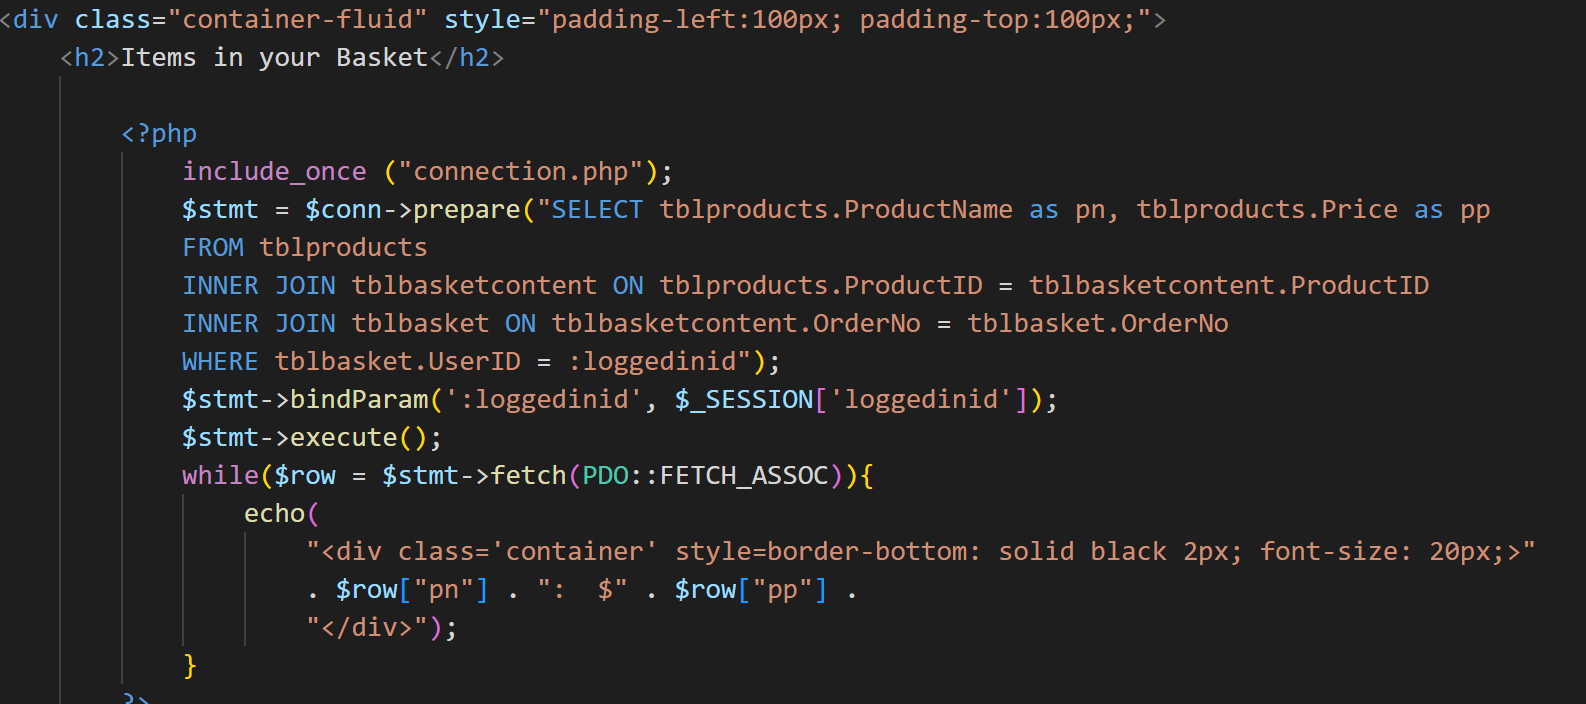 <div class="container-fluid" style="padding-left:100px; padding-top:100px;">
<h2>Items in your Basket</h2>
<?php
include_once ("connection.php");
$stmt = $conn->prepare("SELECT tblproducts.ProductName as pn, tblproducts.Price as pp
FROM tblproducts
INNER JOIN tblbasketcontent ON tblproducts.ProductID = tblbasketcontent.ProductID
INNER JOIN tblbasket ON tblbasketcontent.OrderNo = tblbasket.OrderNo
WHERE tblbasket.UserID = :loggedinid");
$stmt->bindParam(':loggedinid', $_SESSION['loggedinid']);
$stmt->execute();
while($row = $stmt->fetch(PDO::FETCH_ASSOC)){
echo(
"<div class='container' style=border-bottom: solid black 2px; font-size: 20px;>"
. $row["pn"] . ":  $" . $row["pp"] .
"</div>");
}
?>